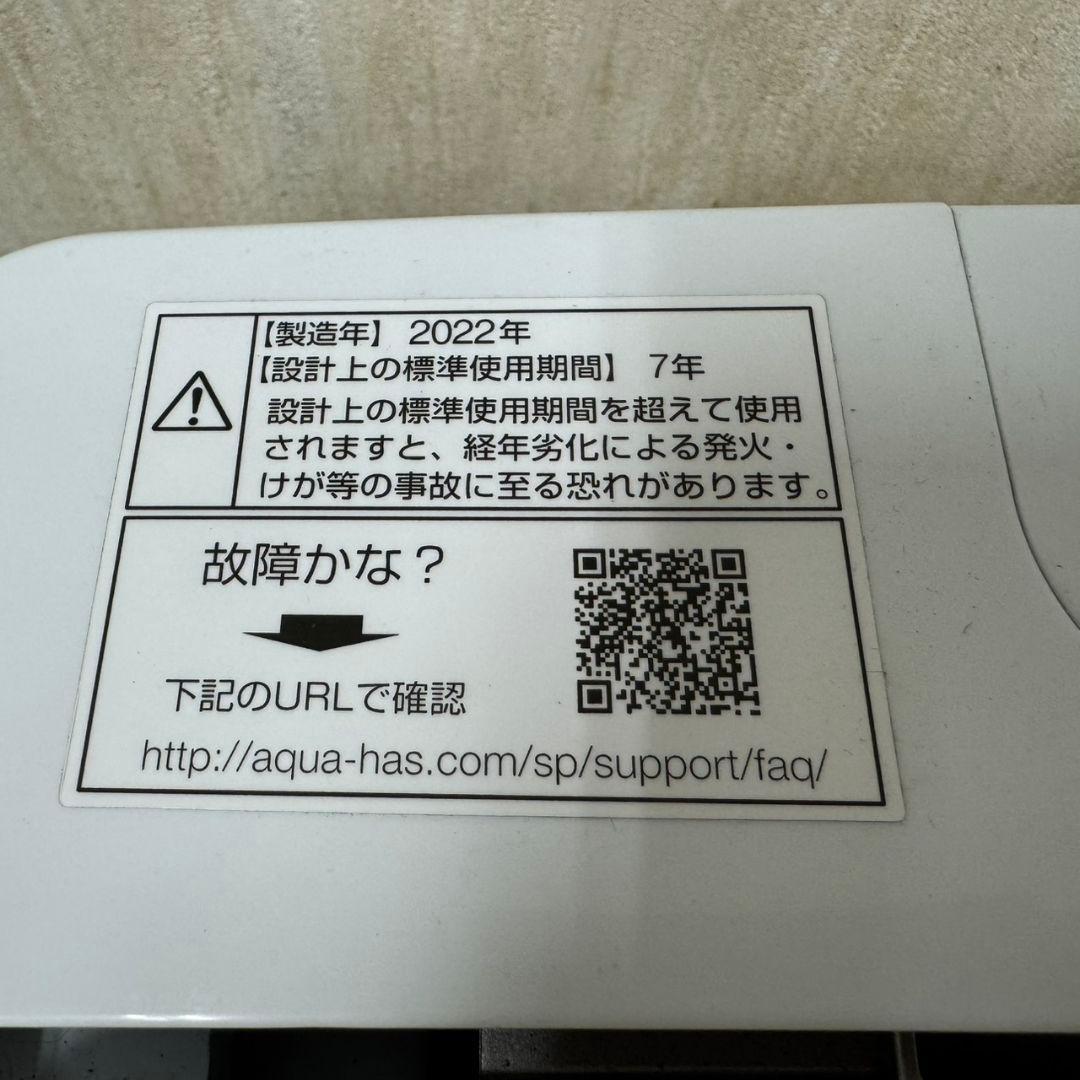 【製造年】 2022年
【設計上の標準使用期間】 7年
設計上の標準使用期間を超えて使用
されますと、経年劣化による発火・
けが等の事故に至る恐れがあります。
故障かな？
下記のURLで確認
http://aqua-has.com/sp/support/faq/